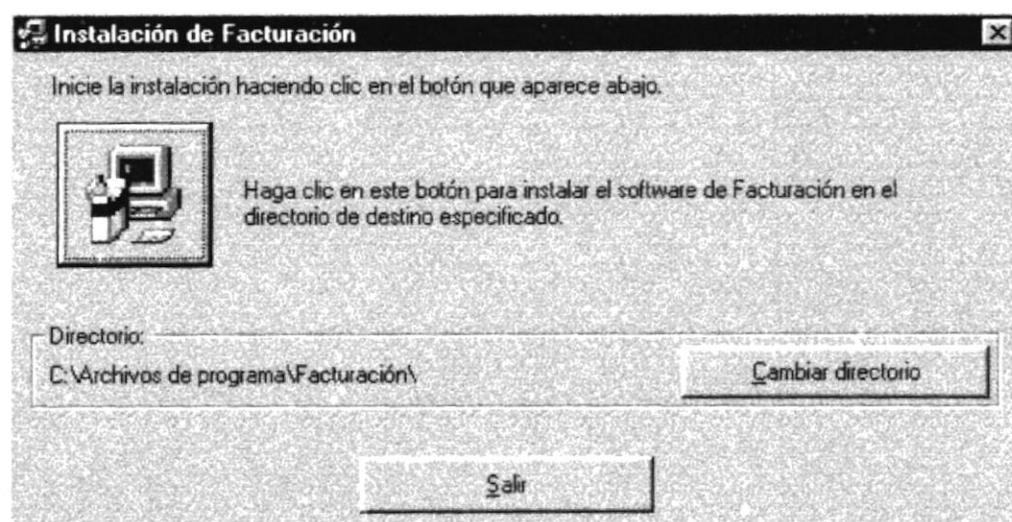 Instalación de Facturación
Inicie la instalación haciendo clic en el botón que aparece abajo.
Haga clic en este botón para instalar el software de Facturación en el
directorio de destino especificado.
Directorio:
C:\Archivos de programa\Facturación\
Cambiar directorio
Salir